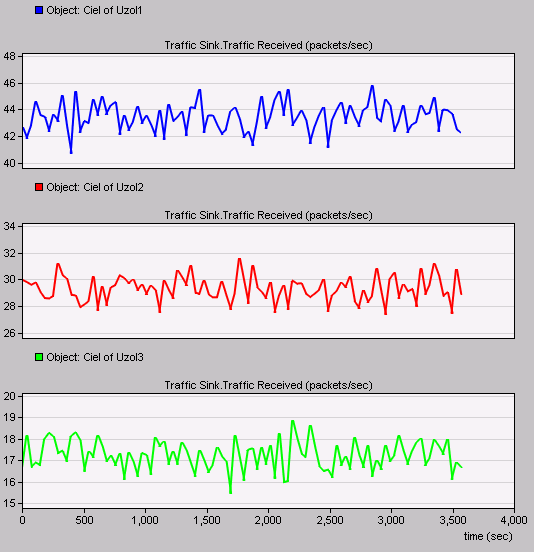 Object: Ciel of Uzol1
Traffic Sink.Traffic Received (packets/sec)
48
46
44
42
40
Object: Ciel of Uzol2
Traffic Sink.Traffic Received (packets/sec)
34
32
30
28
26
Object: Ciel of Uzol3
Traffic Sink.Traffic Received (packets/sec)
20
19
18
17
16
15
0 500 1,000 1,500 2,000 2,500 3,000 3,500 4,000
time (sec)